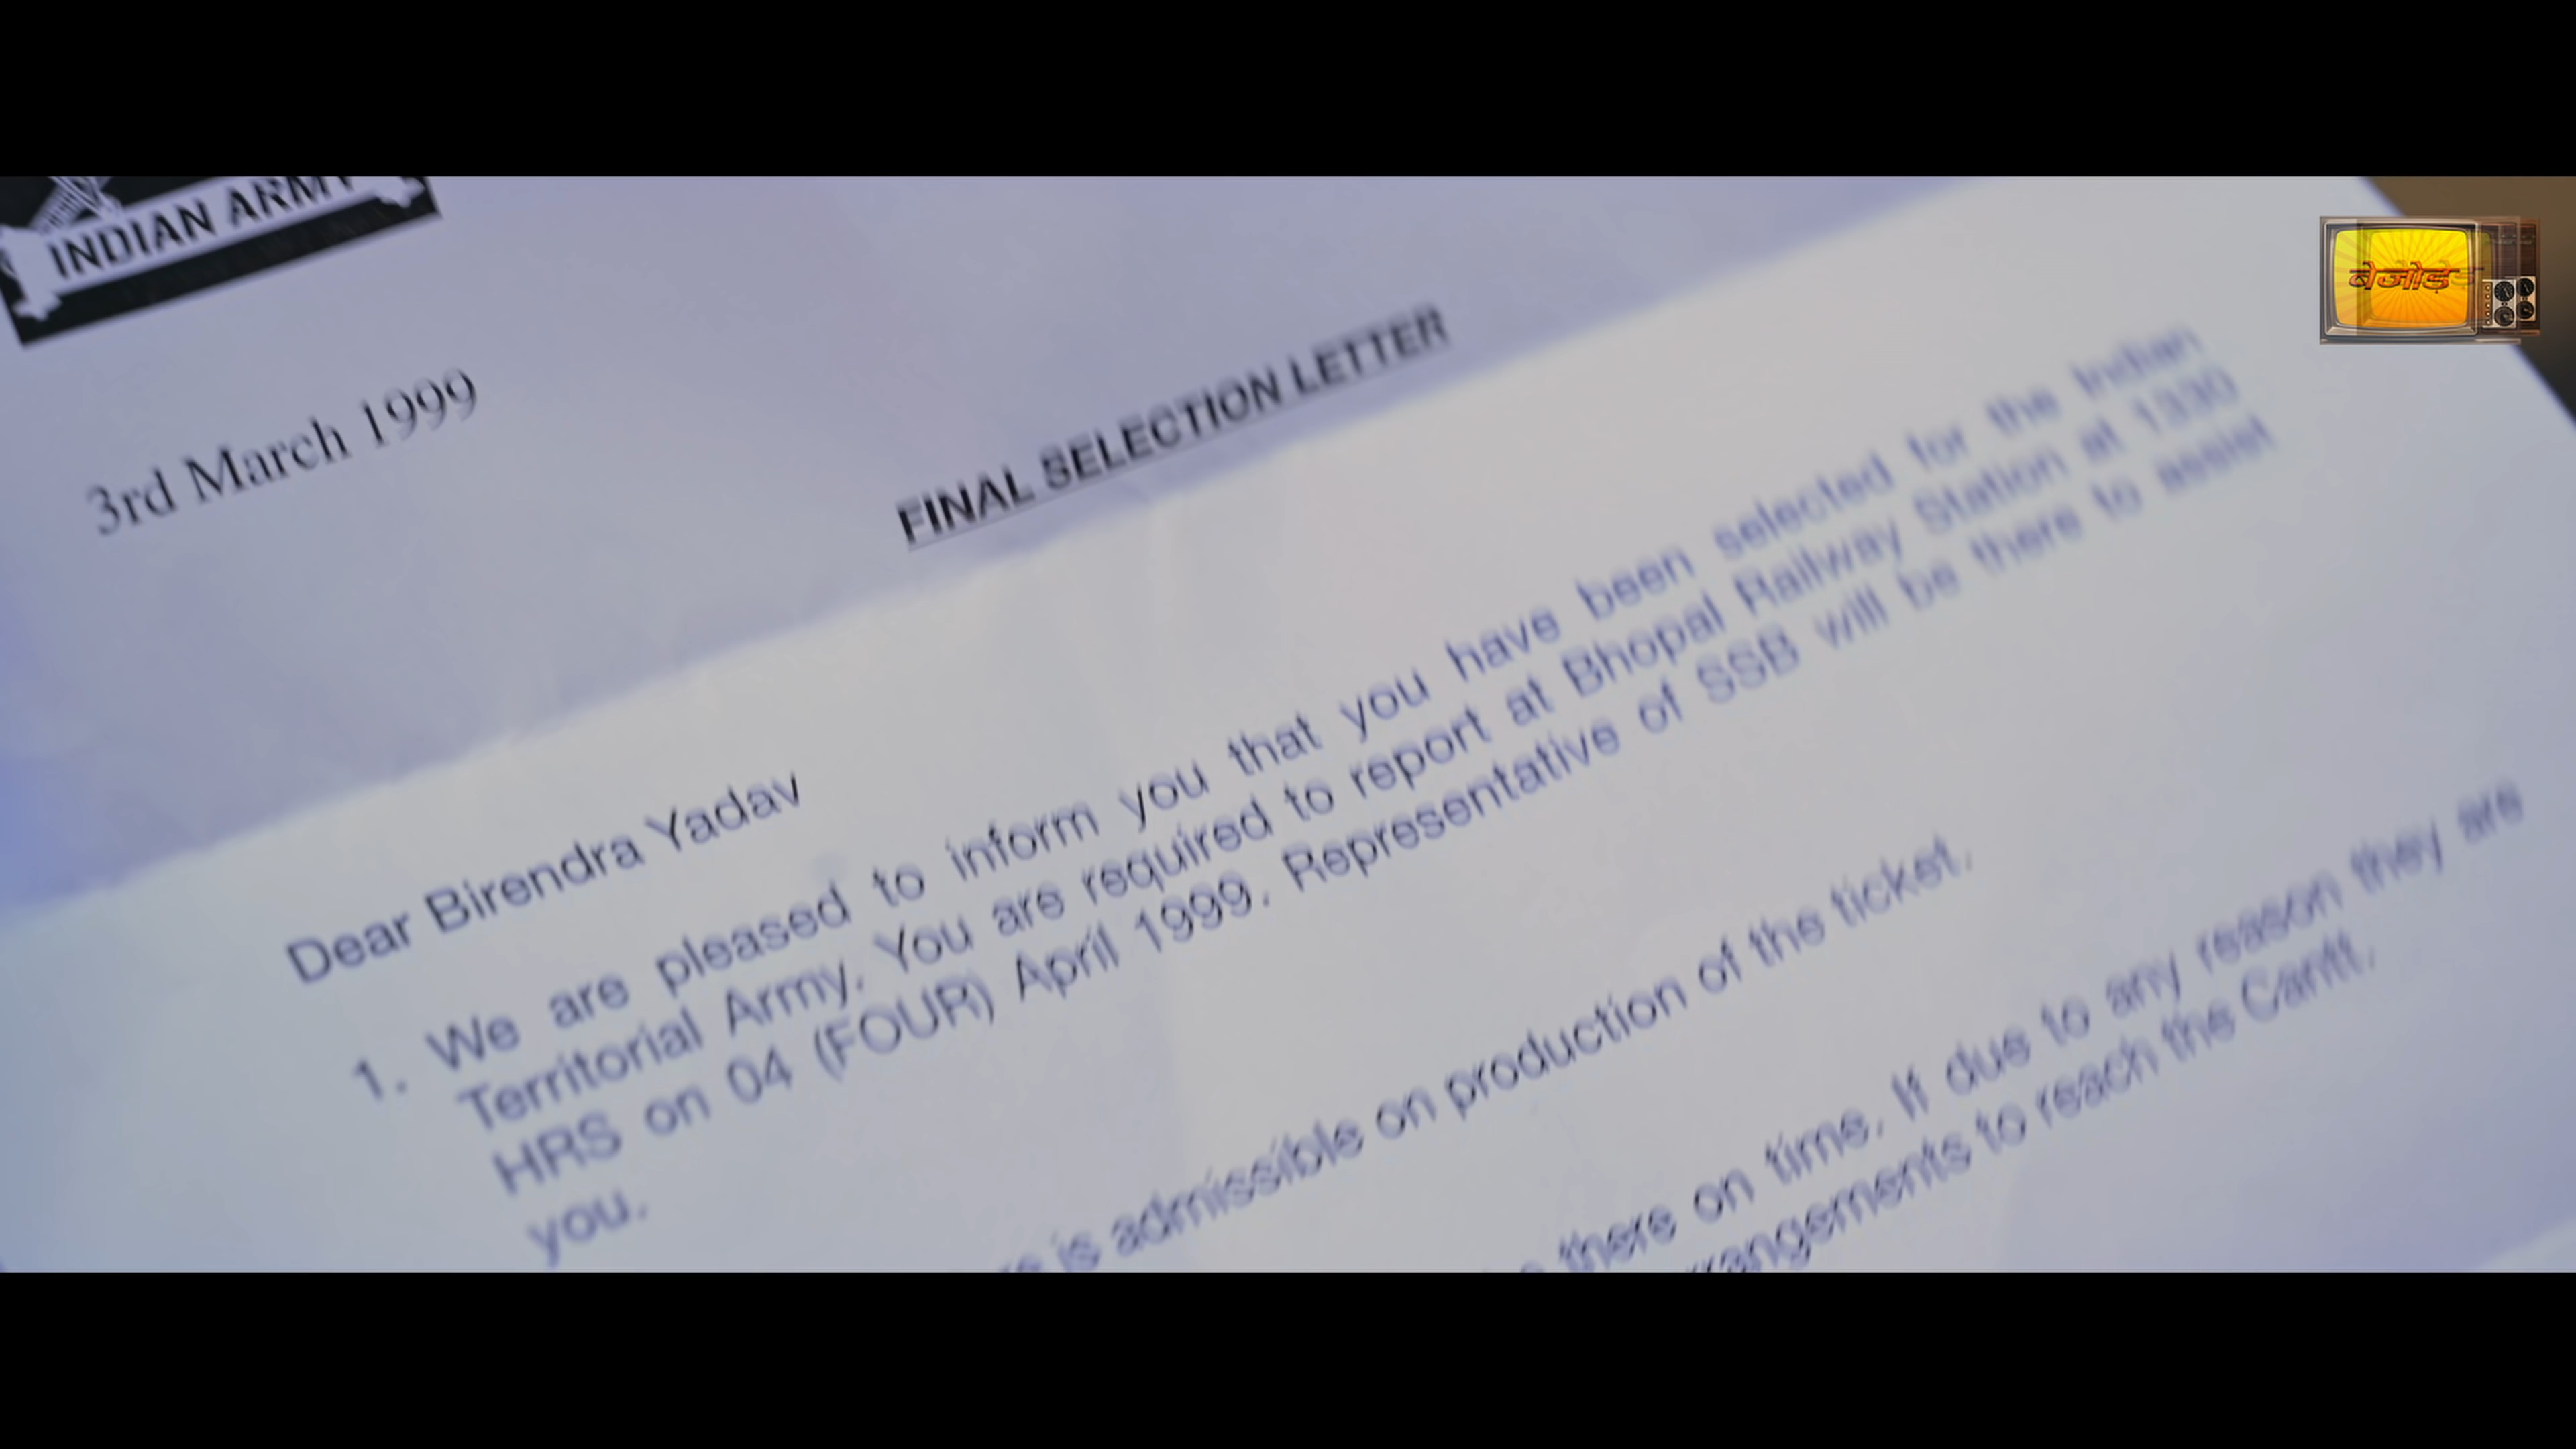 INDIAN ARMY
बेजोड़
3rd March 1999
FINAL SELECTION LETTER
Dear Birendra Yadav
1. We are pleased to inform you that you have been selected for the Indian
Territorial Army. You are required to report at Bhopal Railway Station at 1330
HRS on 04 (FOUR) April 1999. Representative of SSB will be there to assist
you.
is admissible on production of the ticket.
there on time. If due to any reason they are
rangements to reach the Cantt.